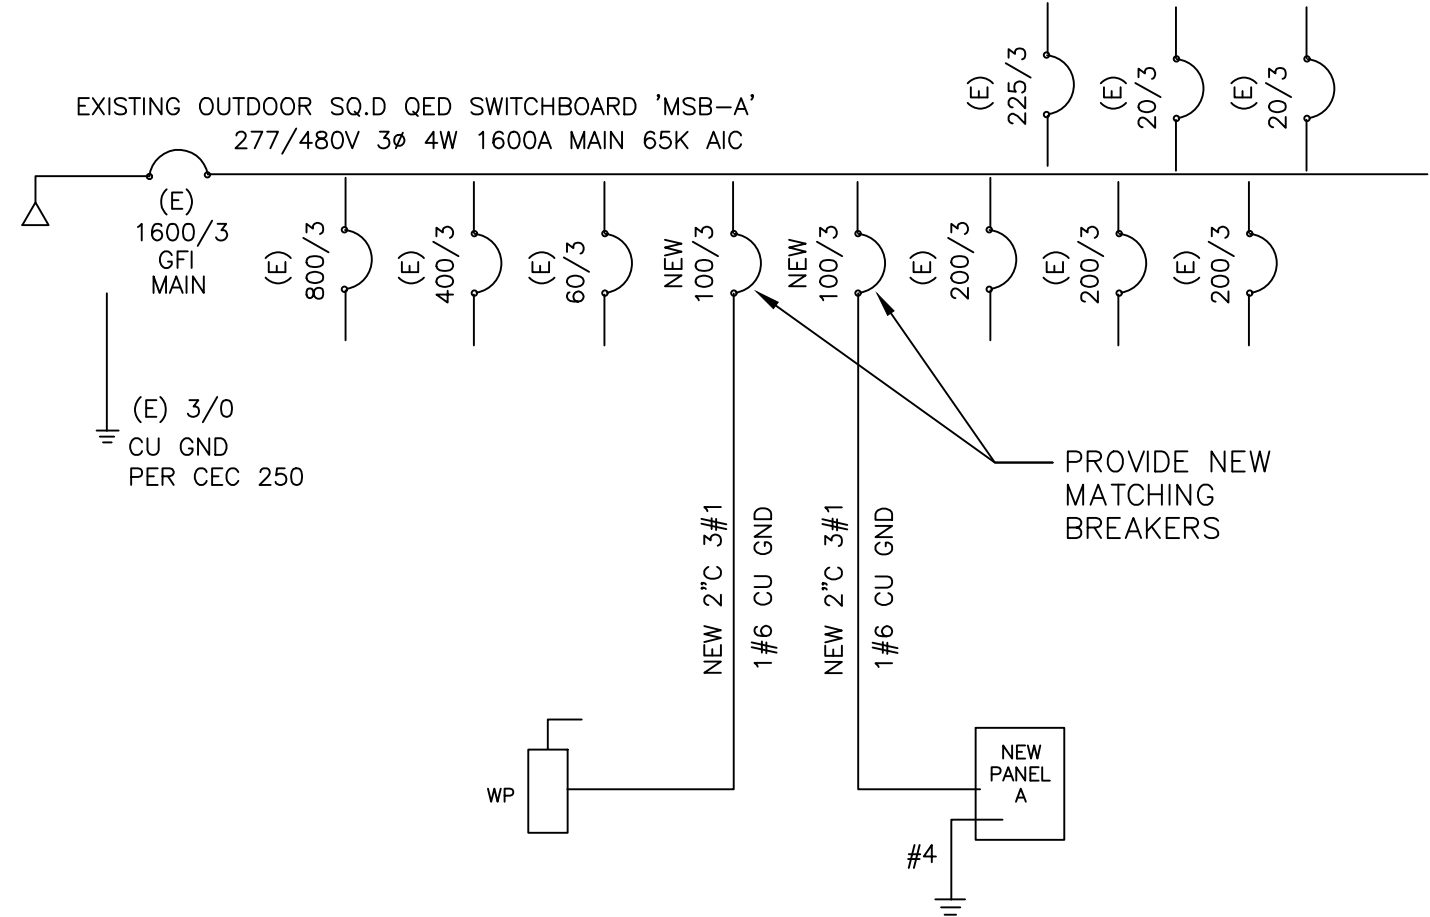 EXISTING OUTDOOR SQ.D QED SWITCHBOARD 'MSB-A'
277/480V 3ø 4W 1600A MAIN 65K AIC
(E)
225/3
(E)
20/3
(E)
20/3
(E)
1600/3
GFI
MAIN
(E)
800/3
(E)
400/3
(E)
60/3
NEW
100/3
NEW
100/3
(E)
200/3
(E)
200/3
(E)
200/3
(E) 3/0
CU GND
PER CEC 250
PROVIDE NEW
MATCHING
BREAKERS
NEW 2"C 3#1
1#6 CU GND
NEW 2"C 3#1
1#6 CU GND
WP
NEW
PANEL
A
#4